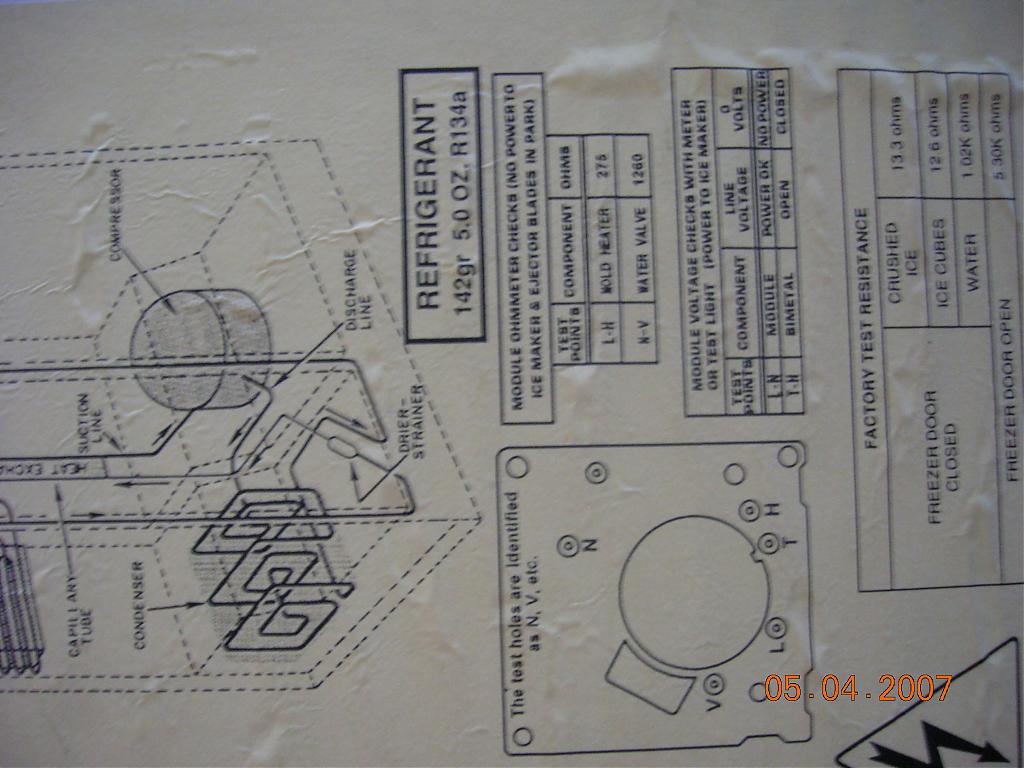 COMPRESSOR
SUCTION
LINE
HEAT EXCHA
CAPILLARY
TUBE
CONDENSER
DISCHARGE
LINE
DRIER-
STRAINER
REFRIGERANT
142gr 5.0 OZ. R134a
MODULE OHMMETER CHECKS (NO POWER TO
ICE MAKER & EJECTOR BLADES IN PARK)
TEST POINTS COMPONENT OHMS
L-H MOLD HEATER 275
N-V WATER VALVE 1260
MODULE VOLTAGE CHECKS WITH METER
OR TEST LIGHT (POWER TO ICE MAKER)
TEST POINTS COMPONENT LINE VOLTAGE O VOLTS
L-N MODULE POWER OK NO POWER
T-H BIMETAL OPEN CLOSED
The test holes are Identified
as N, V, etc.
N
V L T H
FACTORY TEST RESISTANCE
FREEZER DOOR CLOSED CRUSHED ICE 13.3 ohms
ICE CUBES 12.6 ohms
WATER 1.02K ohms
FREEZER DOOR OPEN 5.30K ohms
05.04.2007